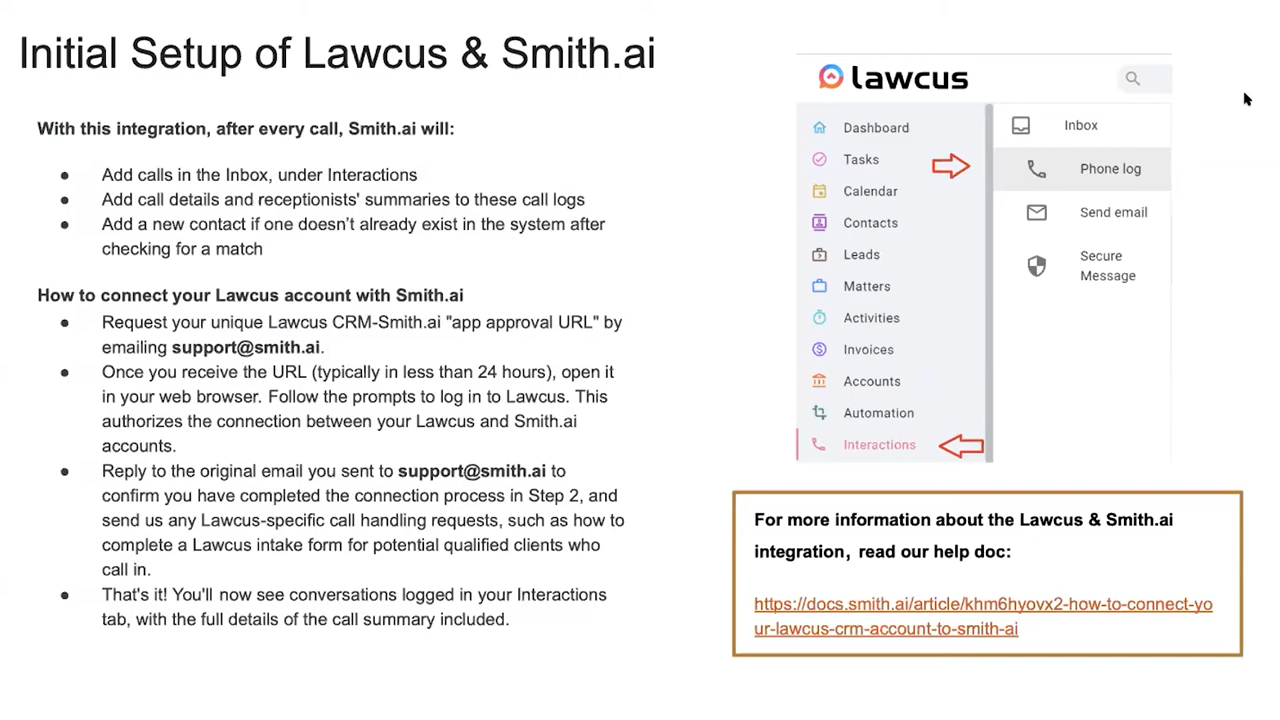 Initial Setup of Lawcus & Smith.ai
With this integration, after every call, Smith.ai will:
● Add calls in the Inbox, under Interactions
● Add call details and receptionists' summaries to these call logs
● Add a new contact if one doesn’t already exist in the system after
checking for a match
How to connect your Lawcus account with Smith.ai
● Request your unique Lawcus CRM-Smith.ai "app approval URL" by
emailing support@smith.ai.
● Once you receive the URL (typically in less than 24 hours), open it
in your web browser. Follow the prompts to log in to Lawcus. This
authorizes the connection between your Lawcus and Smith.ai
accounts.
● Reply to the original email you sent to support@smith.ai to
confirm you have completed the connection process in Step 2, and
send us any Lawcus-specific call handling requests, such as how to
complete a Lawcus intake form for potential qualified clients who
call in.
● That's it! You'll now see conversations logged in your Interactions
tab, with the full details of the call summary included.
lawcus
Dashboard
Tasks
Calendar
Contacts
Leads
Matters
Activities
Invoices
Accounts
Automation
Interactions
Inbox
Phone log
Send email
Secure
Message
For more information about the Lawcus & Smith.ai
integration, read our help doc:
https://docs.smith.ai/article/khm6hyovx2-how-to-connect-yo
ur-lawcus-crm-account-to-smith-ai